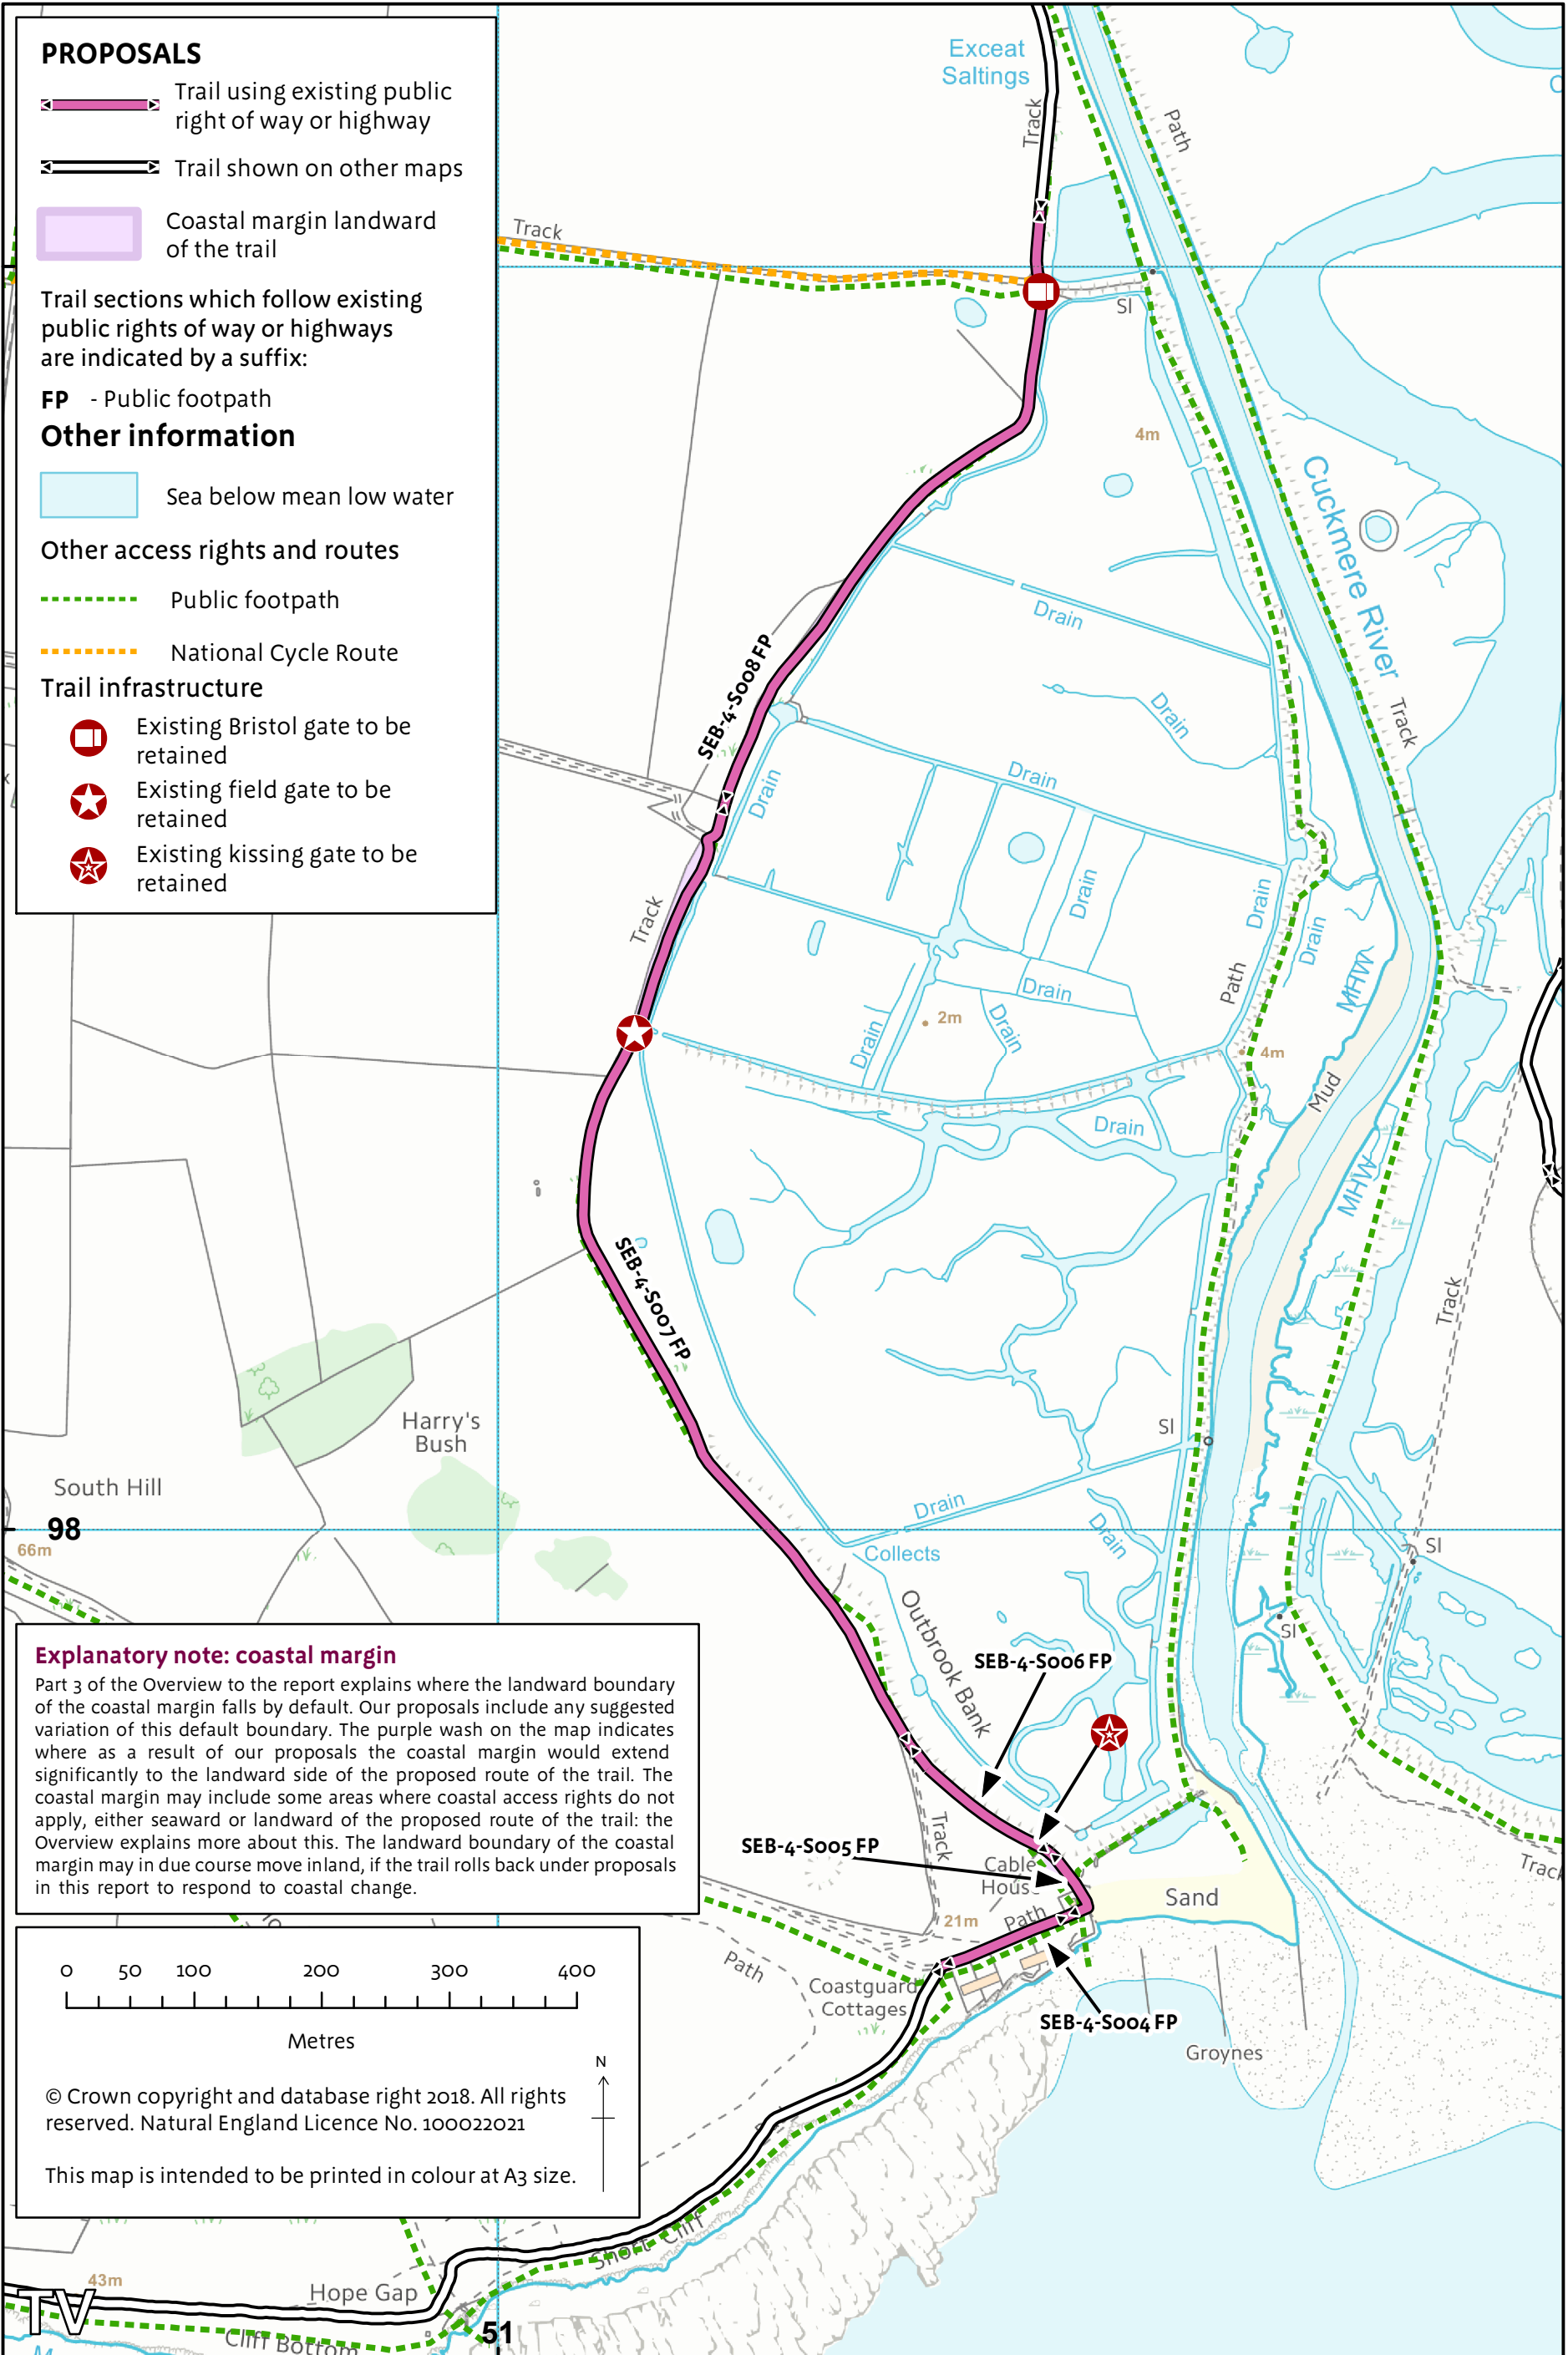 PROPOSALS
Trail using existing public
right of way or highway
Trail shown on other maps
Coastal margin landward
of the trail
Trail sections which follow existing
public rights of way or highways
are indicated by a suffix:
FP - Public footpath
Other information
Sea below mean low water
Other access rights and routes
Public footpath
National Cycle Route
Trail infrastructure
Existing Bristol gate to be
retained
Existing field gate to be
retained
Existing kissing gate to be
retained
Exceat
Saltings
Track
Path
Track
Sl
4m
Cuckmere River
Drain
Drain
SEB-4-S008 FP
Track
Drain
Drain
Drain
Drain
Drain
Track
Path
MHW
Drain
2m
Drain
Drain
4m
Mud
Drain
MHW
SEB-4-S007 FP
Track
Harry's
Bush
Sl
South Hill
98
66m
Drain
Drain
Collects
Sl
Outbrook Bank
Sl
SEB-4-S006 FP
Explanatory note: coastal margin
Part 3 of the Overview to the report explains where the landward boundary
of the coastal margin falls by default. Our proposals include any suggested
variation of this default boundary. The purple wash on the map indicates
where as a result of our proposals the coastal margin would extend
significantly to the landward side of the proposed route of the trail. The
coastal margin may include some areas where coastal access rights do not
apply, either seaward or landward of the proposed route of the trail: the
Overview explains more about this. The landward boundary of the coastal
margin may in due course move inland, if the trail rolls back under proposals
in this report to respond to coastal change.
Track
SEB-4-S005 FP
Cable
House
Track
Sand
21m
Path
Path
Coastguard
Cottages
SEB-4-S004 FP
Groynes
0 50 100 200 300 400
Metres
N
© Crown copyright and database right 2018. All rights
reserved. Natural England Licence No. 100022021
This map is intended to be printed in colour at A3 size.
Short Cliff
43m
Hope Gap
TV
51
Cliff Bottom